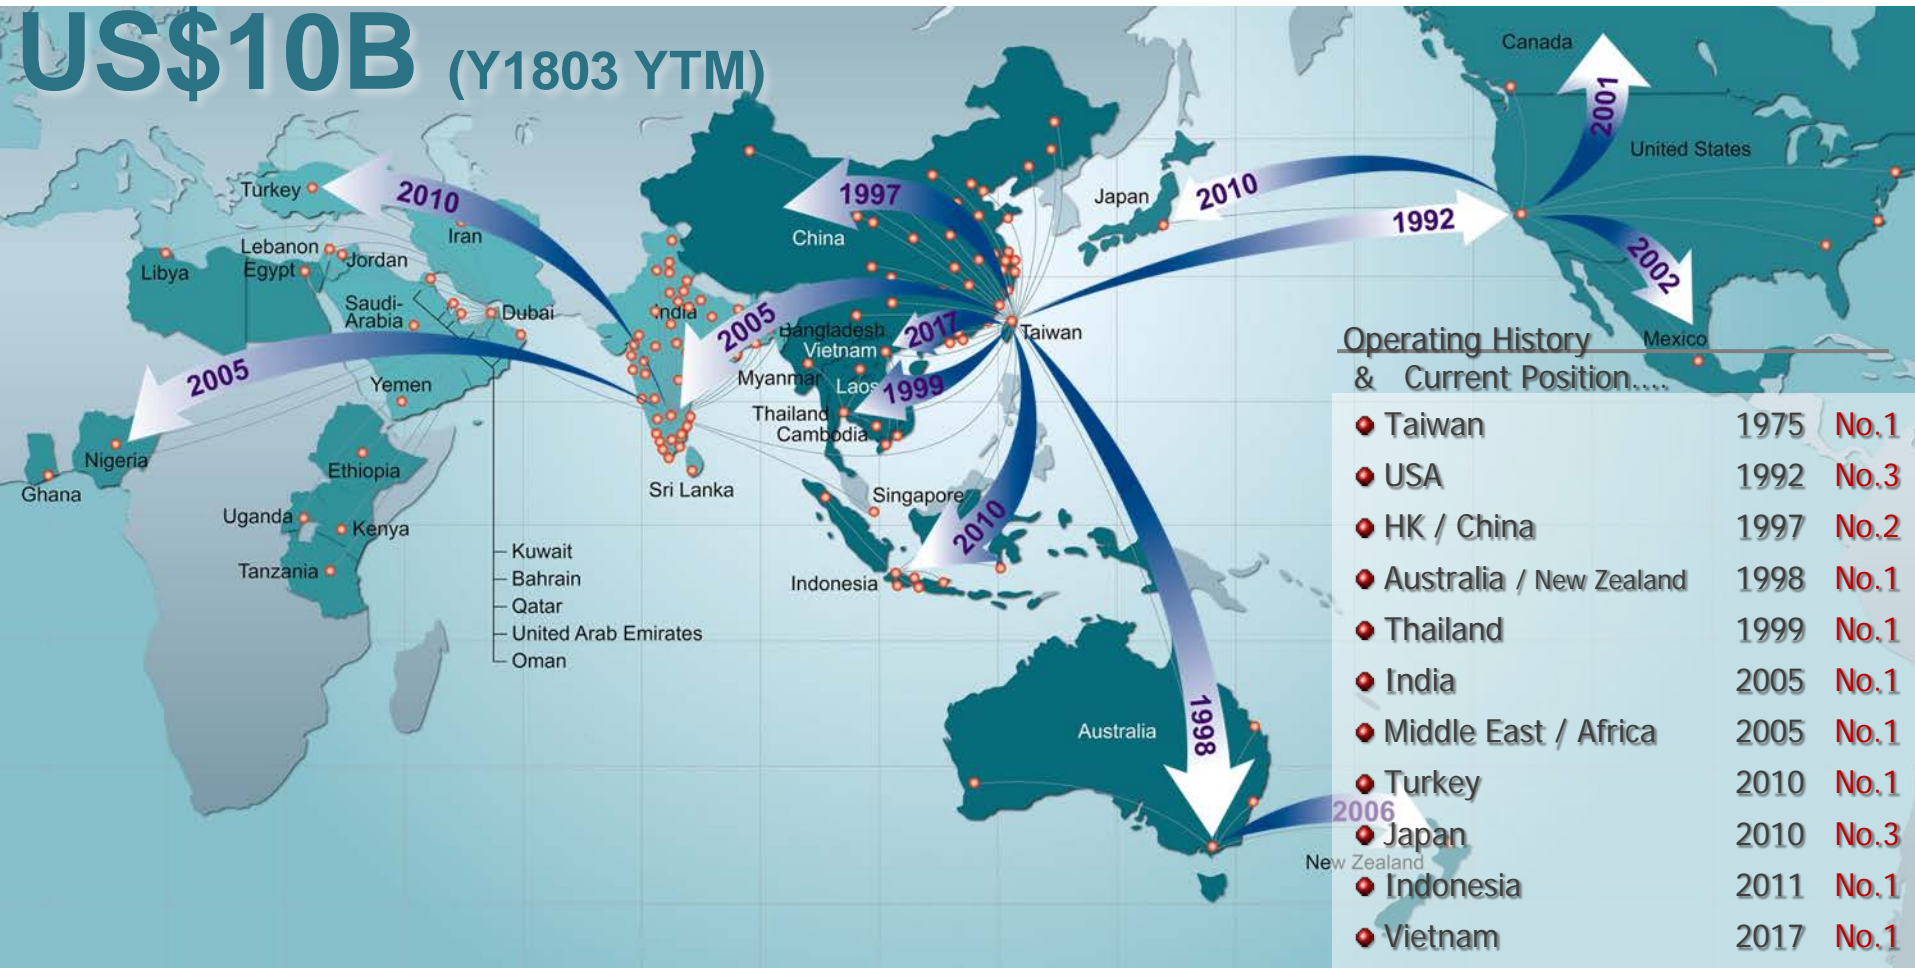 US$10B (Y1803 YTM)
Canada
2001
United States
Turkey
2010
1997
Japan
2010
1992
China
Iran
Lebanon
Jordan
Libya
Egypt
2002
Saudi-
Arabia
Dubai
India
2005
Bangladesh
2017
Taiwan
Vietnam
Mexico
2005
Yemen
Myanmar
Laos
1999
Thailand
Cambodia
Nigeria
Ghana
Ethiopia
Sri Lanka
Singapore
2010
Uganda
Kenya
Tanzania
Indonesia
Kuwait
Bahrain
Qatar
United Arab Emirates
Oman
Australia
1998
2006
New Zealand
Operating History
& Current Position....
Taiwan 1975 No.1
USA 1992 No.3
HK / China 1997 No.2
Australia / New Zealand 1998 No.1
Thailand 1999 No.1
India 2005 No.1
Middle East / Africa 2005 No.1
Turkey 2010 No.1
Japan 2010 No.3
Indonesia 2011 No.1
Vietnam 2017 No.1